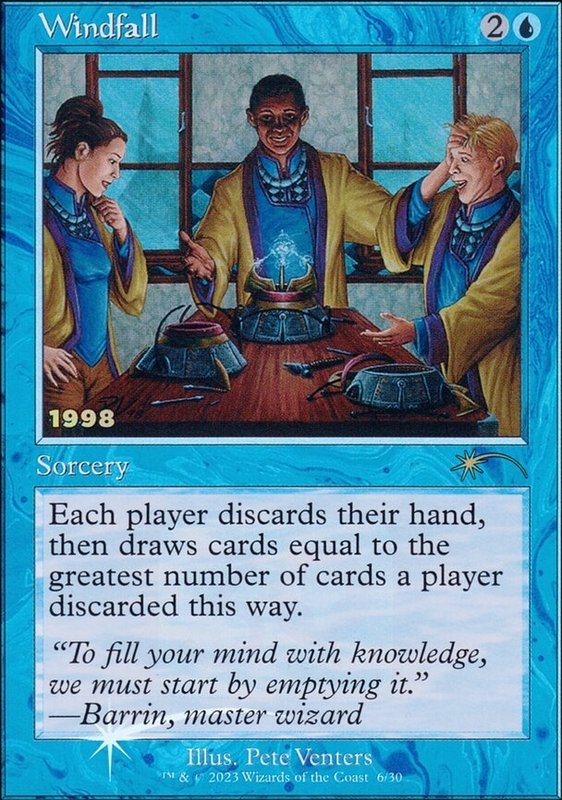 Windfall 2
1998
Sorcery
Each player discards their hand,
then draws cards equal to the
greatest number of cards a player
discarded this way.
“To fill your mind with knowledge,
we must start by emptying it.”
—Barrin, master wizard
Illus. Pete Venters
™ & © 2023 Wizards of the Coast 6/30